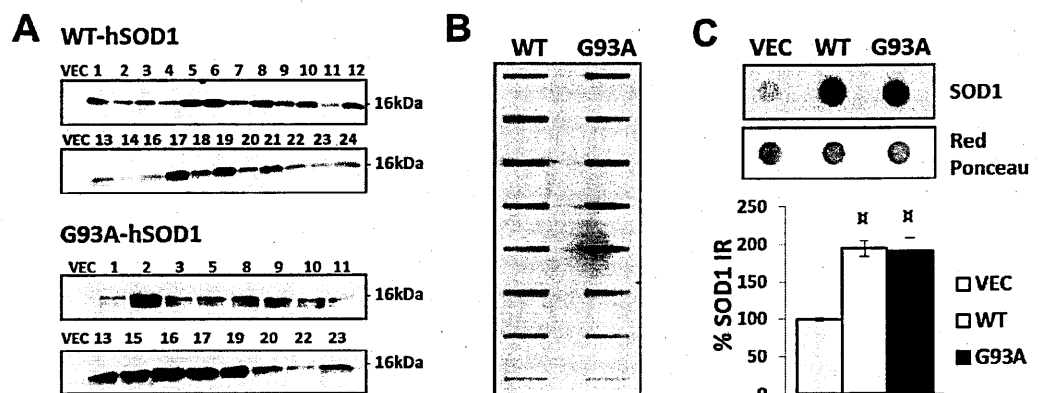 A
WT-hSOD1
VEC 1 2 3 4 5 6 7 8 9 10 11 12
16kDa
VEC
13 14 16 17 18 19 20 21 22 23 24
16kDa
G93A-hSOD1
VEC 1 2 3 5 8 9 10 11
16kDa
VEC 13 15 16 17 19 20 22 23
16kDa
B
WT G93A
C
VEC WT G93A
SOD1
Red
Ponceau
% SOD1 IR
250
200
150
100
50
0
¤ ¤
VEC
WT
G93A